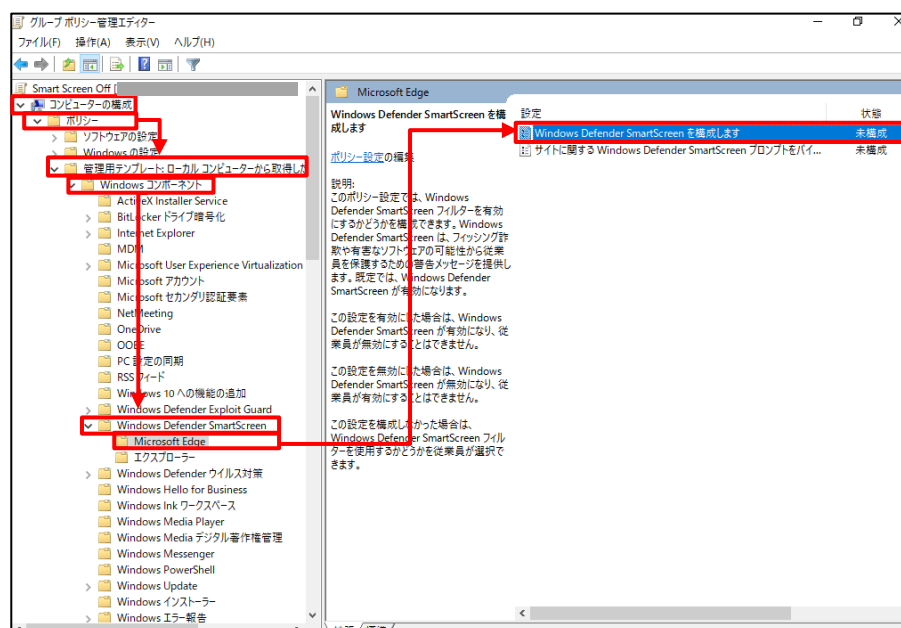 グループ ポリシー管理エディター
ファイル(F) 操作(A) 表示(V) ヘルプ(H)
Smart Screen Off [
コンピューターの構成
ポリシー
ソフトウェアの設定
Windows の設定
管理用テンプレート: ローカル コンピューターから取得した
Windows コンポーネント
ActiveX Installer Service
BitLocker ドライブ暗号化
Internet Explorer
MDM
Microsoft User Experience Virtualization
Microsoft アカウント
Microsoft セカンダリ認証要素
NetMeeting
OneDrive
OOBE
PC 設定の同期
RSS フィード
Windows 10 への機能の追加
Windows Defender Exploit Guard
Windows Defender SmartScreen
Microsoft Edge
エクスプローラー
Windows Defender ウイルス対策
Windows Hello for Business
Windows Ink ワークスペース
Windows Media Player
Windows Media デジタル著作権管理
Windows Messenger
Windows PowerShell
Windows Update
Windows インストーラー
Windows エラー報告
Microsoft Edge
Windows Defender SmartScreen を構
成します
ポリシー設定の編集
説明:
このポリシー設定では、Windows
Defender SmartScreen フィルターを有効
にするかどうかを構成できます。Windows
Defender SmartScreen は、フィッシング詐
欺や有害なソフトウェアの可能性から従業
員を保護するための警告メッセージを提供し
ます。既定では、Windows Defender
SmartScreen が有効になります。
この設定を有効にした場合は、Windows
Defender SmartScreen が有効になり、従
業員が無効にすることはできません。
この設定を無効にした場合は、Windows
Defender SmartScreen が無効になり、従
業員が有効にすることはできません。
この設定を構成しなかった場合は、
Windows Defender SmartScreen フィル
ターを使用するかどうかを従業員が選択で
きます。
設定 状態
Windows Defender SmartScreen を構成します 未構成
サイトに関する Windows Defender SmartScreen プロンプトをバイ... 未構成